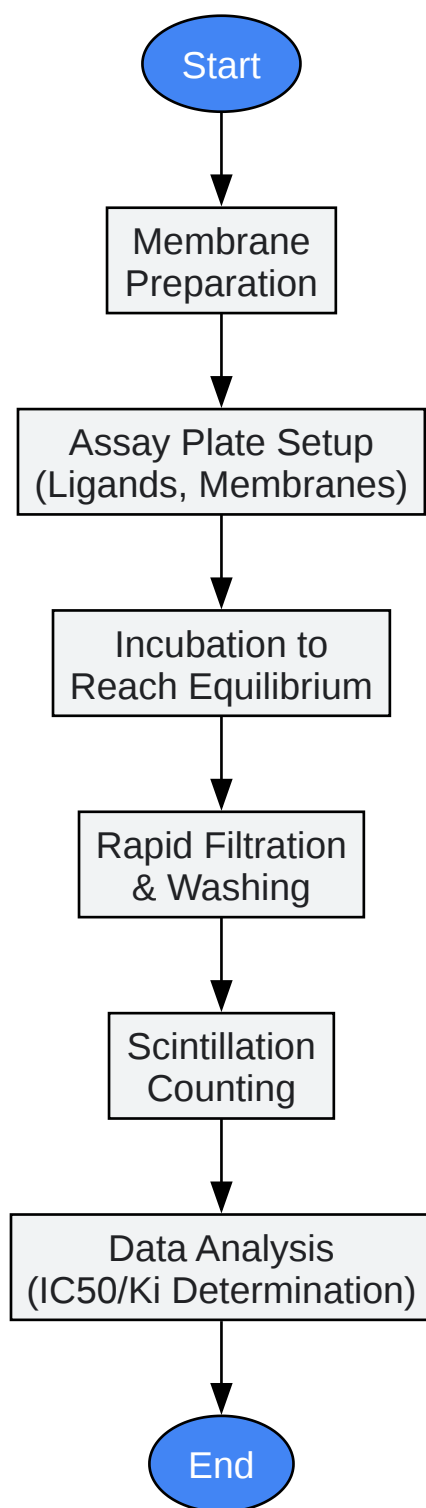 Start
Membrane
Preparation
Assay Plate Setup
(Ligands, Membranes)
Incubation to
Reach Equilibrium
Rapid Filtration
& Washing
Scintillation
Counting
Data Analysis
(IC50/Ki Determination)
End